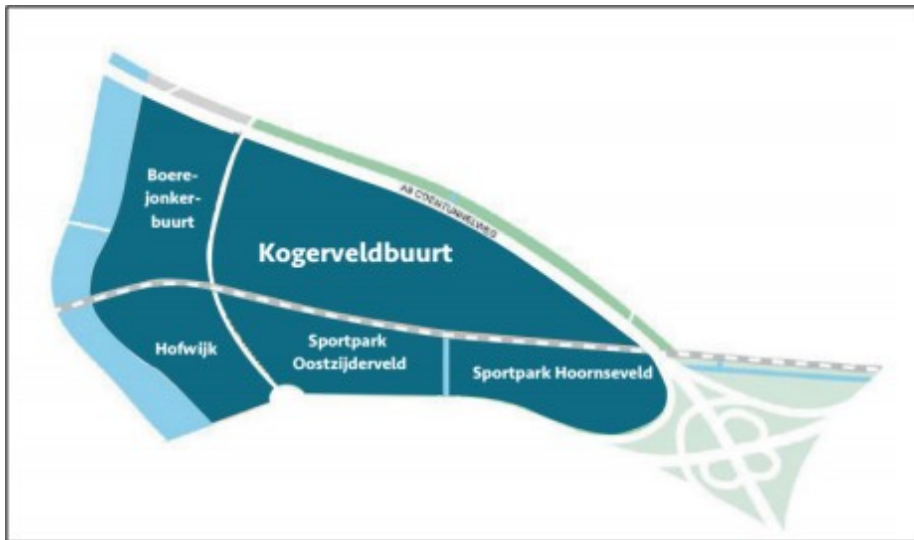 A8 COENTUNNELWEG
Boere-
jonker-
buurt
Kogerveldbuurt
Hofwijk
Sportpark
Oostzijderveld
Sportpark Hoornseveld